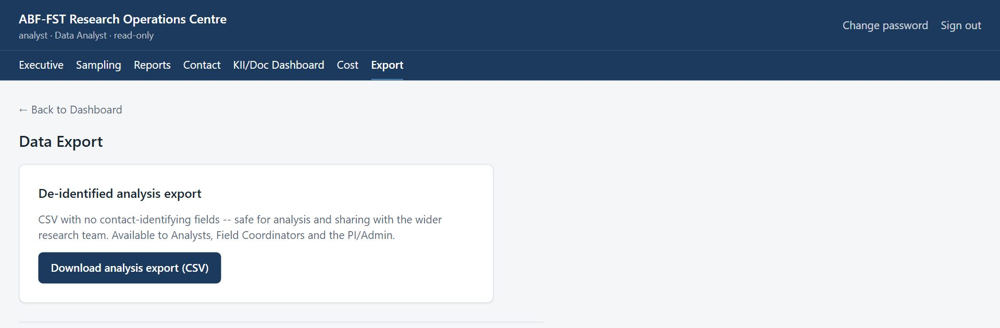 ABF-FST Research Operations Centre
analyst · Data Analyst · read-only
Change password
Sign out
Executive
Sampling
Reports
Contact
KII/Doc Dashboard
Cost
Export
← Back to Dashboard
Data Export
De-identified analysis export
CSV with no contact-identifying fields -- safe for analysis and sharing with the wider
research team. Available to Analysts, Field Coordinators and the PI/Admin.
Download analysis export (CSV)